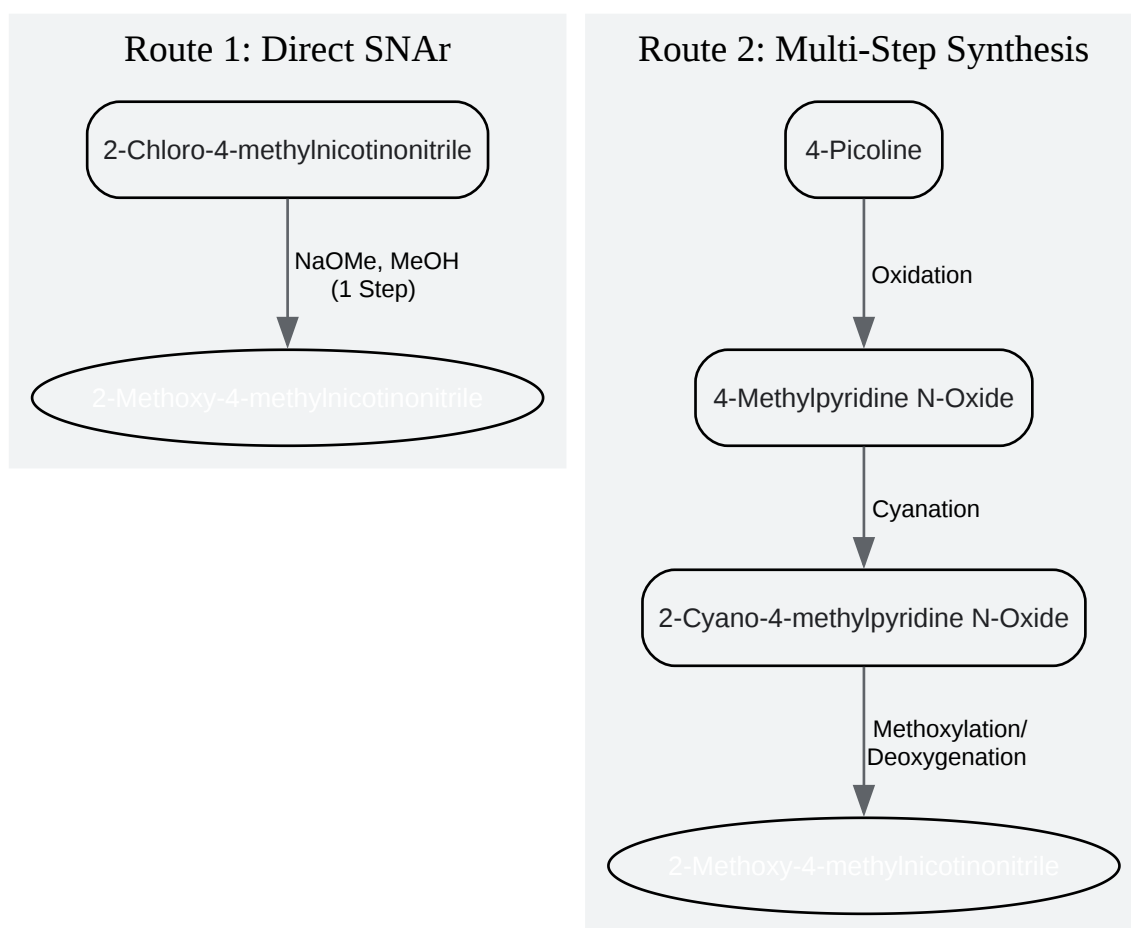 Route 1: Direct SNAr
2-Chloro-4-methylnicotinonitrile
NaOMe, MeOH
(1 Step)
2-Methoxy-4-methylnicotinonitrile
Route 2: Multi-Step Synthesis
4-Picoline
Oxidation
4-Methylpyridine N-Oxide
Cyanation
2-Cyano-4-methylpyridine N-Oxide
Methoxylation/
Deoxygenation
2-Methoxy-4-methylnicotinonitrile